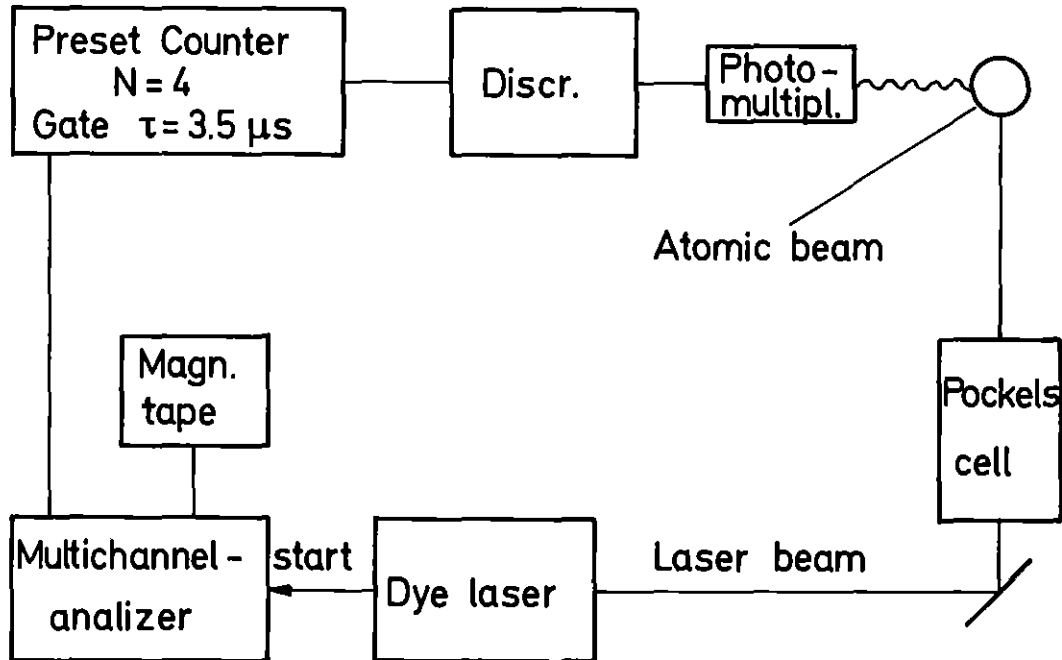 Preset Counter
N = 4
Gate τ = 3.5 μs
Discr.
Photo-
multipl.
Atomic beam
Magn.
tape
Pockels
cell
Multichannel-
analizer
start
Dye laser
Laser beam